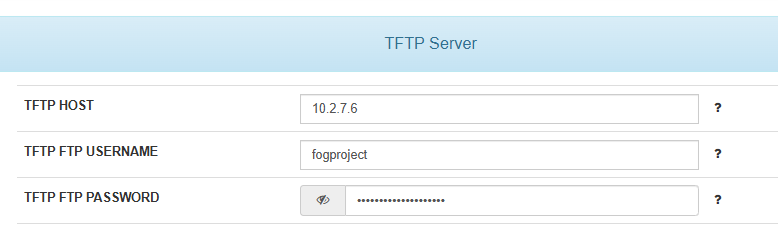 TFTP Server
TFTP HOST 10.2.7.6 ?
TFTP FTP USERNAME fogproject ?
TFTP FTP PASSWORD •••••••••••••••••••• ?